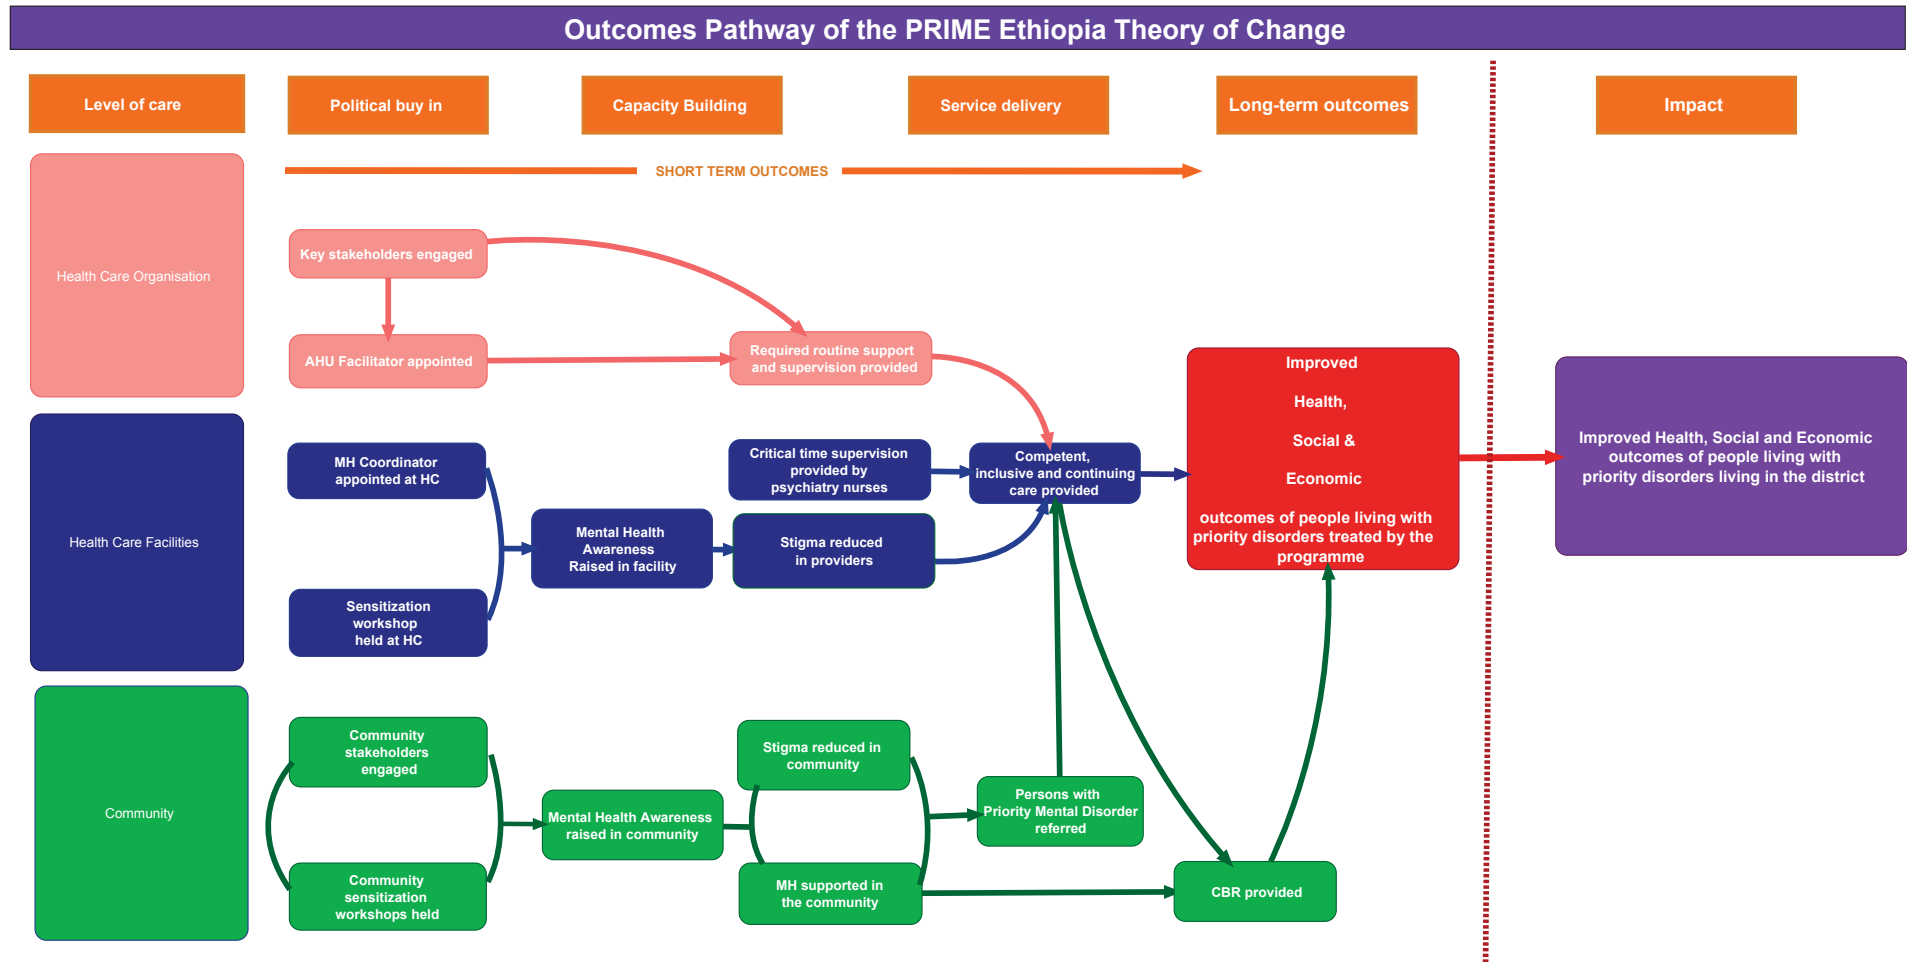 Outcomes Pathway of the PRIME Ethiopia Theory of Change
Level of care
Political buy in
Capacity Building
Service delivery
Long-term outcomes
Impact
SHORT TERM OUTCOMES
Health Care Organisation
Key stakeholders engaged
AHU Facilitator appointed
Required routine support
and supervision provided
Health Care Facilities
MH Coordinator
appointed at HC
Sensitization
workshop
held at HC
Mental Health
Awareness
Raised in facility
Critical time supervision
provided by
psychiatry nurses
Stigma reduced
in providers
Competent,
inclusive and continuing
care provided
Improved
Health,
Social &
Economic
outcomes of people living with
priority disorders treated by the
programme
Improved Health, Social and Economic
outcomes of people living with
priority disorders living in the district
Community
Community
stakeholders
engaged
Community
sensitization
workshops held
Mental Health Awareness
raised in community
Stigma reduced in
community
MH supported in
the community
Persons with
Priority Mental Disorder
referred
CBR provided